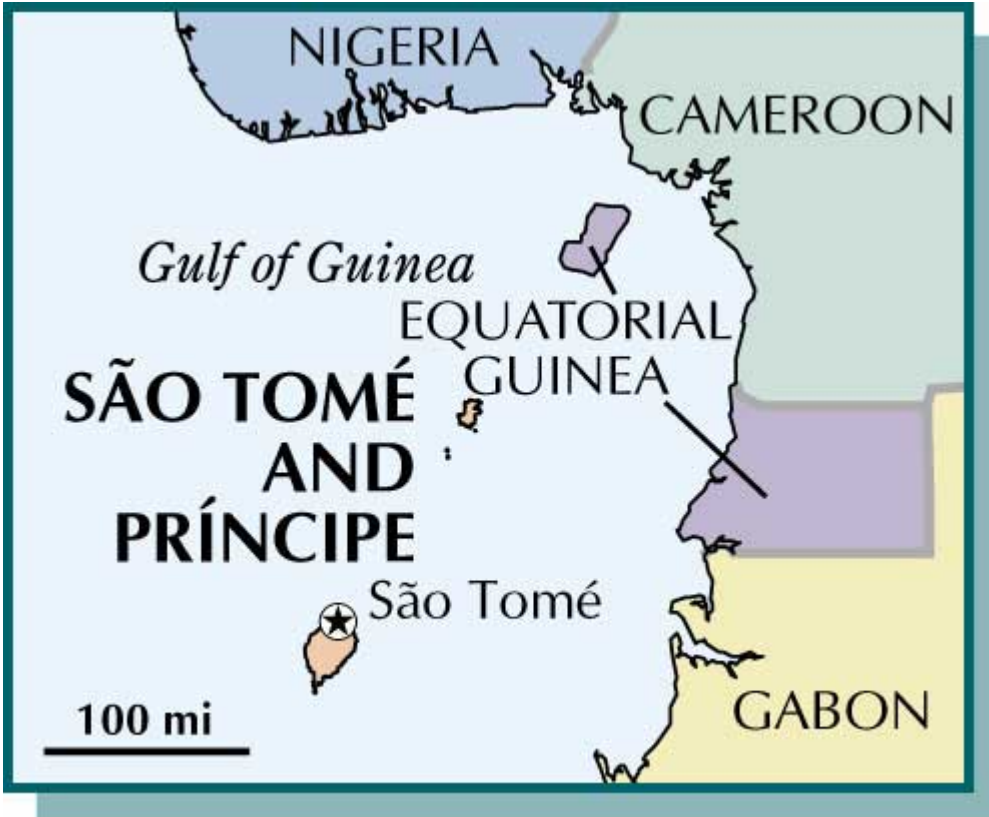 NIGERIA
CAMEROON
Gulf of Guinea
EQUATORIAL
GUINEA
SÃO TOMÉ
AND
PRÍNCIPE
São Tomé
GABON
100 mi